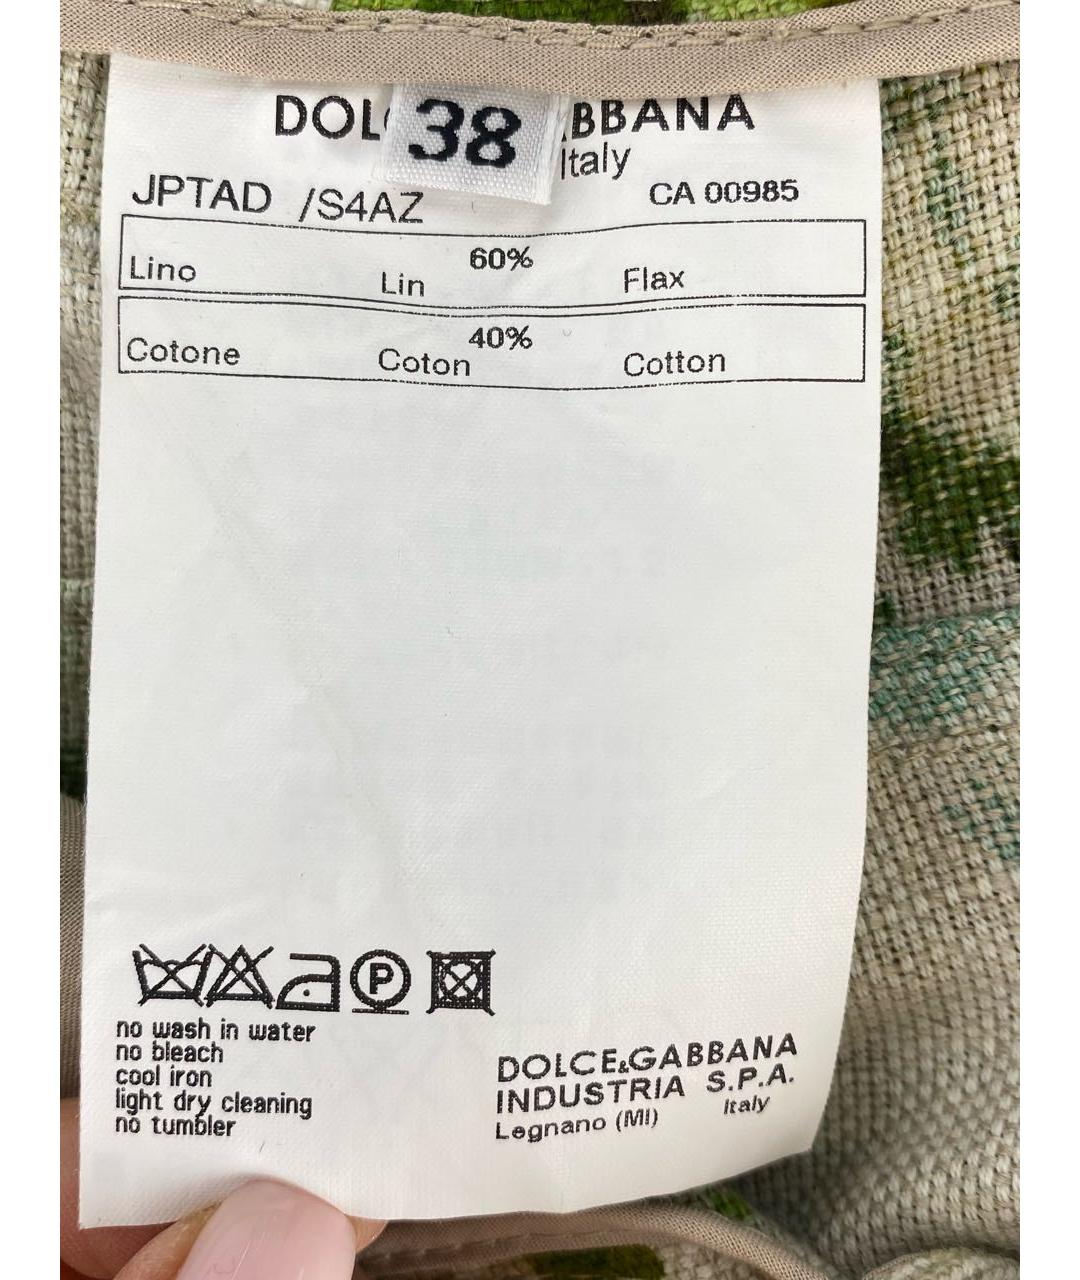 DOL 38 BBANA
Italy
JPTAD /S4AZ CA 00985
60%
Lino Lin Flax
40%
Cotone Coton Cotton
P
no wash in water
no bleach
cool iron
light dry cleaning
no tumbler
DOLCE&GABBANA
INDUSTRIA S.P.A.
Legnano (MI) Italy